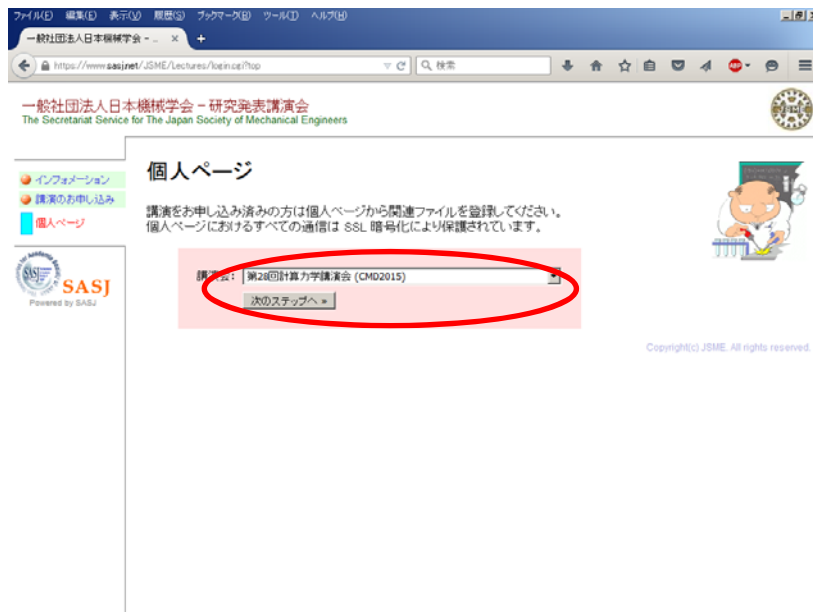 ファイル(F) 編集(E) 表示(V) 履歴(S) ブックマーク(B) ツール(T) ヘルプ(H)
一般社団法人日本機械学会 - ... × +
https://www.sasj.net/JSME/Lectures/login.cgi?top
検索
ABP
一般社団法人日本機械学会 - 研究発表講演会
The Secretariat Service for The Japan Society of Mechanical Engineers
JSME
インフォメーション
講演のお申し込み
個人ページ
SASJ
SASJ
Powered by SASJ
個人ページ
講演をお申し込み済みの方は個人ページから関連ファイルを登録してください。
個人ページにおけるすべての通信は SSL 暗号化により保護されています。
講演会: 第28回計算力学講演会 (CMD2015)
次のステップへ »
Copyright(c) JSME. All rights reserved.